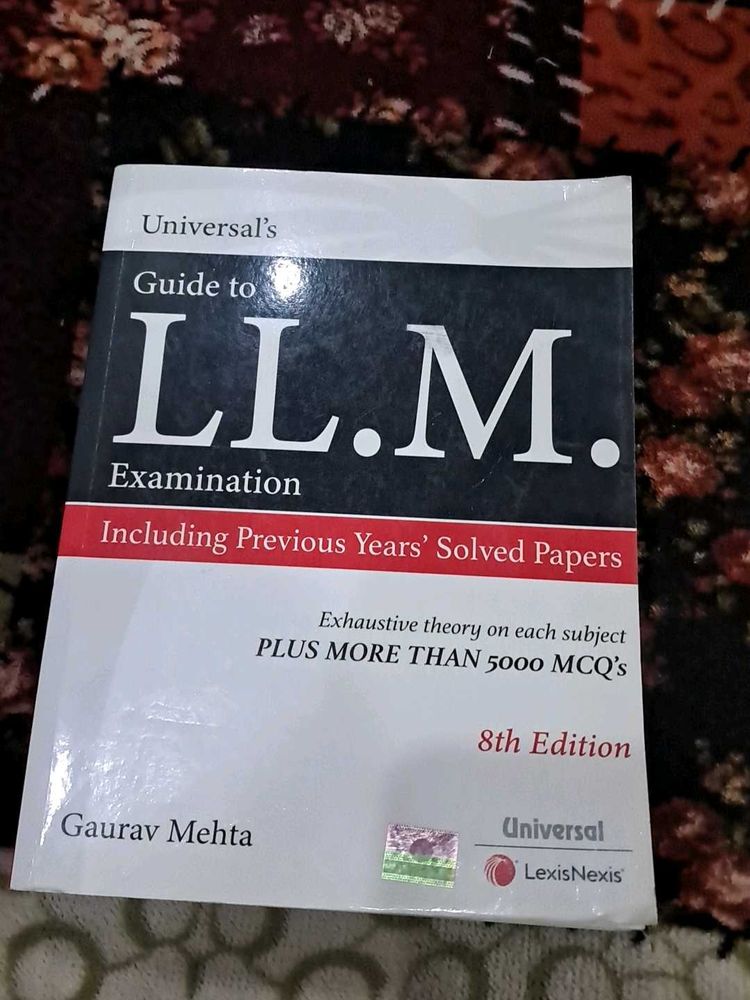 Universal's
Guide to
LL.M.
Examination
Including Previous Years' Solved Papers
Exhaustive theory on each subject
PLUS MORE THAN 5000 MCQ's
8th Edition
Gaurav Mehta
Universal
LexisNexis®